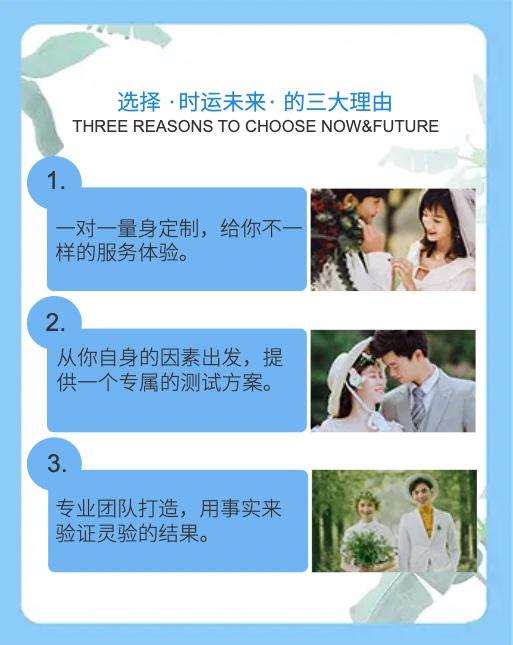 选择 ·时运未来· 的三大理由
THREE REASONS TO CHOOSE NOW&FUTURE
1.
一对一量身定制，给你不一
样的服务体验。
2.
从你自身的因素出发，提
供一个专属的测试方案。
3.
专业团队打造，用事实来
验证灵验的结果。